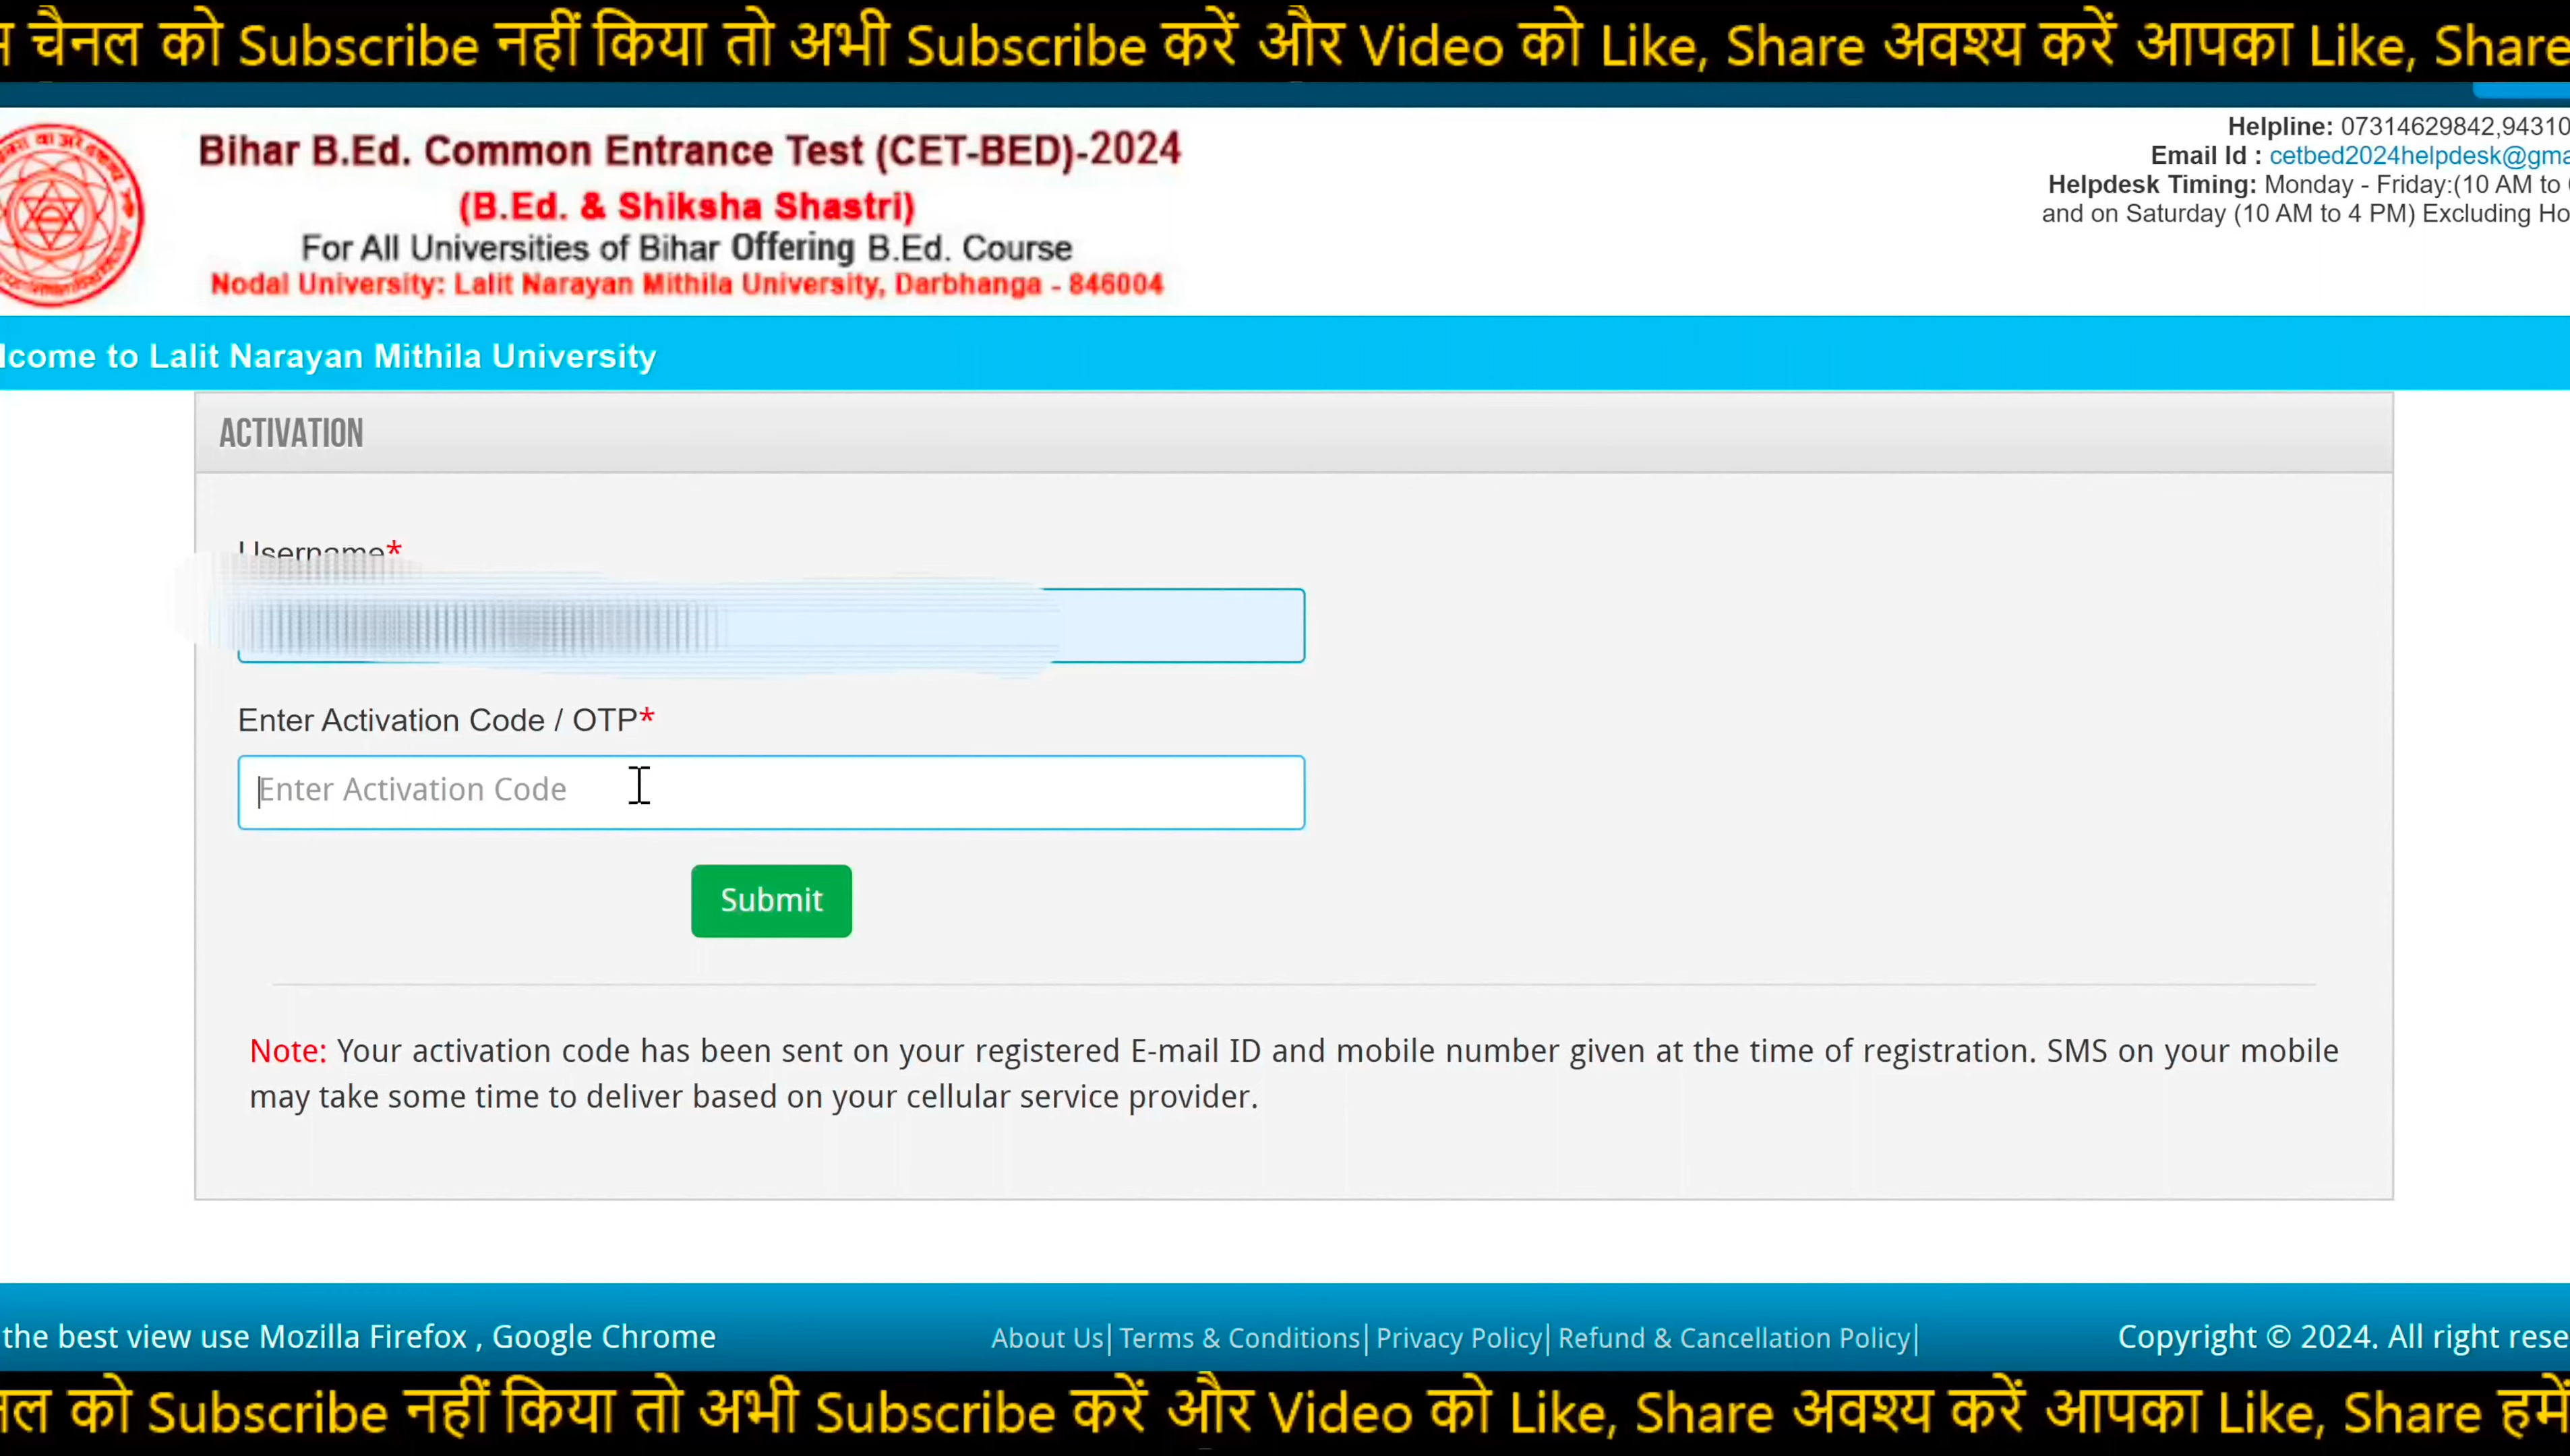 चैनल को Subscribe नहीं किया तो अभी Subscribe करें और Video को Like, Share अवश्य करें आपका Like, Share
Bihar B.Ed. Common Entrance Test (CET-BED)-2024
(B.Ed. & Shiksha Shastri)
For All Universities of Bihar Offering B.Ed. Course
Nodal University: Lalit Narayan Mithila University, Darbhanga - 846004
Helpline: 07314629842,94310
Email Id : cetbed2024helpdesk@gma
Helpdesk Timing: Monday - Friday:(10 AM to
and on Saturday (10 AM to 4 PM) Excluding Ho
lcome to Lalit Narayan Mithila University
ACTIVATION
Username*
Enter Activation Code / OTP*
Enter Activation Code
Submit
Note: Your activation code has been sent on your registered E-mail ID and mobile number given at the time of registration. SMS on your mobile
may take some time to deliver based on your cellular service provider.
the best view use Mozilla Firefox , Google Chrome
About Us| Terms & Conditions| Privacy Policy| Refund & Cancellation Policy|
Copyright © 2024. All right rese
को Subscribe नहीं किया तो अभी Subscribe करें और Video को Like, Share अवश्य करें आपका Like, Share हमें